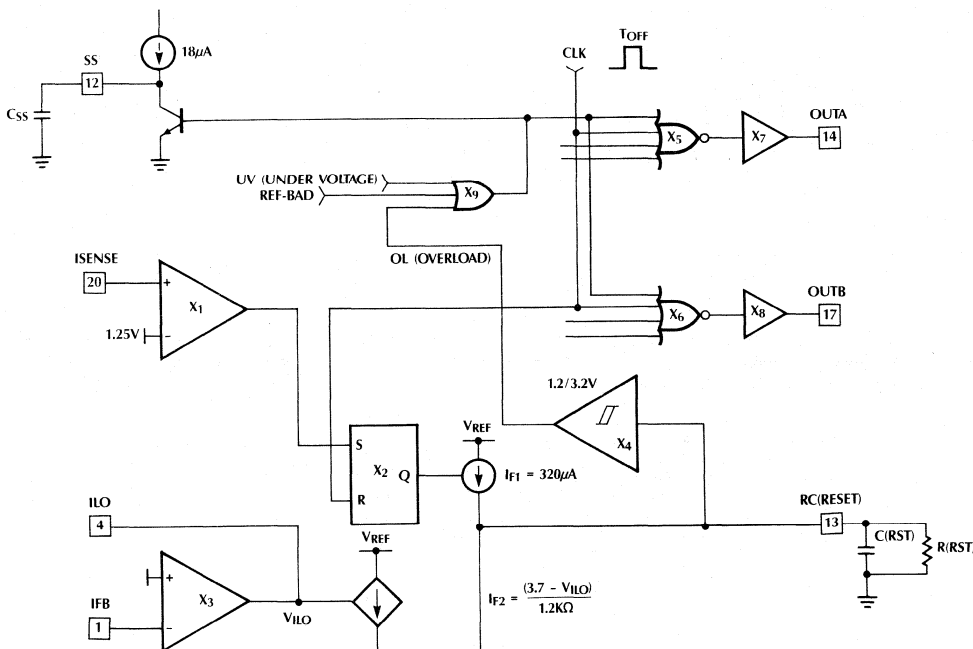 TOFF
CLK
18µA
SS
12
CSS
OUTA
X5
X7
14
UV (UNDER VOLTAGE)
REF-BAD
X9
OL (OVERLOAD)
ISENSE
20
+
X1
1.25V
-
OUTB
X6
X8
17
1.2/3.2V
X4
VREF
S
X2
Q
IF1 = 320µA
R
ILO
4
RC(RESET)
13
C(RST)
R(RST)
VREF
+
X3
IF2 = (3.7 - VILO)
1.2KΩ
VILO
IFB
1
-